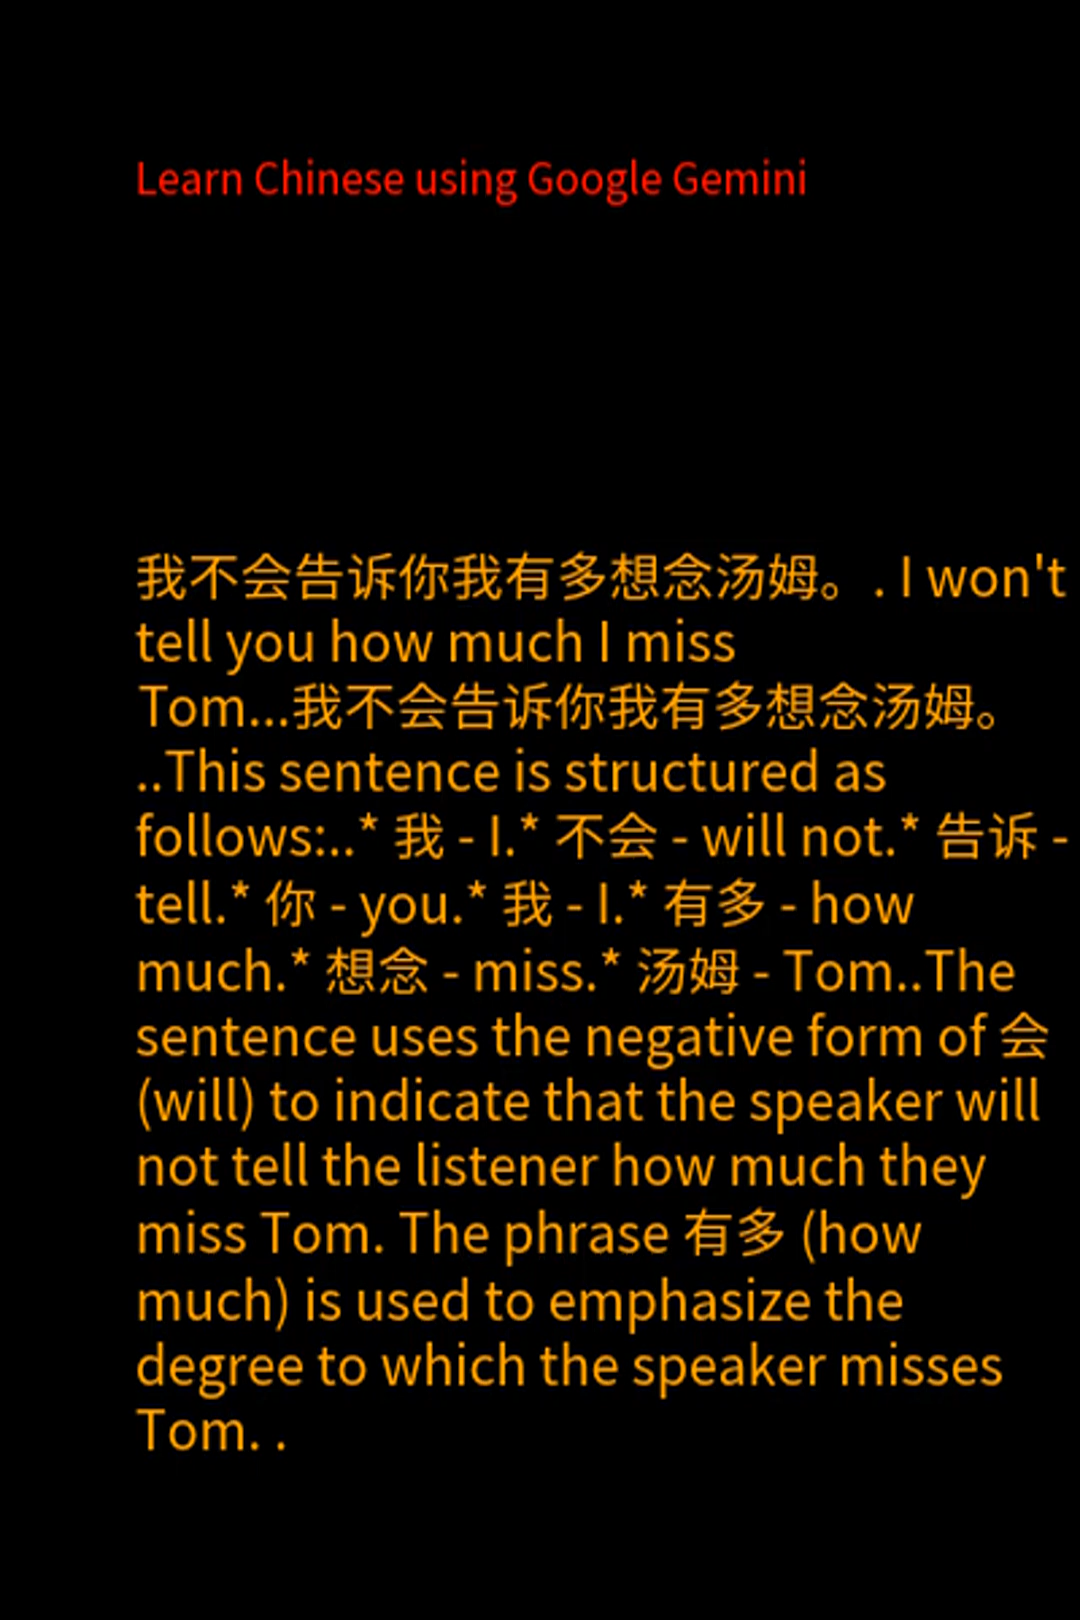 Learn Chinese using Google Gemini
我不会告诉你我有多想念汤姆。. I won't
tell you how much I miss
Tom...我不会告诉你我有多想念汤姆。
..This sentence is structured as
follows:..* 我 - I.* 不会 - will not.* 告诉 -
tell.* 你 - you.* 我 - I.* 有多 - how
much.* 想念 - miss.* 汤姆 - Tom..The
sentence uses the negative form of 会
(will) to indicate that the speaker will
not tell the listener how much they
miss Tom. The phrase 有多 (how
much) is used to emphasize the
degree to which the speaker misses
Tom. .